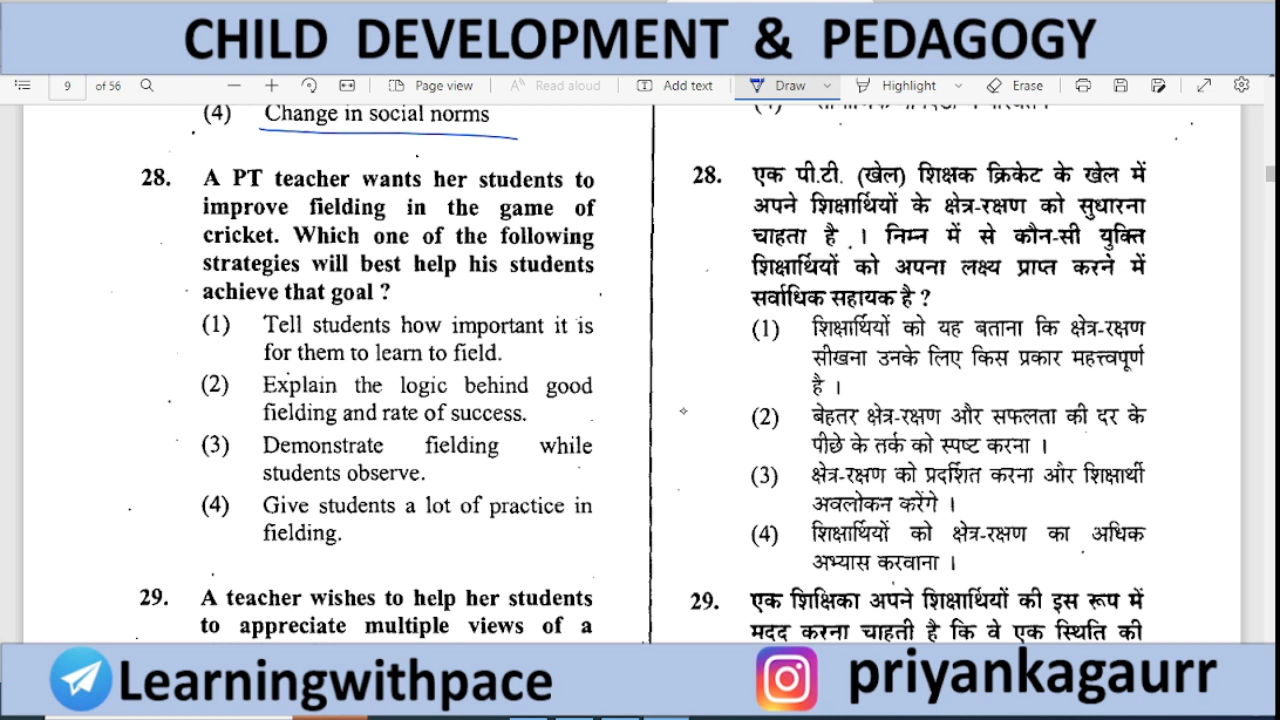 CHILD DEVELOPMENT & PEDAGOGY
9 of 56
Page view
Read aloud
Add text
Draw
Highlight
Erase
(4) Change in social norms
28. A PT teacher wants her students to
improve fielding in the game of
cricket. Which one of the following
strategies will best help his students
achieve that goal ?
(1) Tell students how important it is
for them to learn to field.
(2) Explain the logic behind good
fielding and rate of success.
(3) Demonstrate fielding while
students observe.
(4) Give students a lot of practice in
fielding.
29. A teacher wishes to help her students
to appreciate multiple views of a
28. एक पी.टी. (खेल) शिक्षक क्रिकेट के खेल में
अपने शिक्षार्थियों के क्षेत्र-रक्षण को सुधारना
चाहता है । निम्न में से कौन-सी युक्ति
शिक्षार्थियों को अपना लक्ष्य प्राप्त करने में
सर्वाधिक सहायक है ?
(1) शिक्षार्थियों को यह बताना कि क्षेत्र-रक्षण
सीखना उनके लिए किस प्रकार महत्त्वपूर्ण
है ।
(2) बेहतर क्षेत्र-रक्षण और सफलता की दर के
पीछे के तर्क को स्पष्ट करना ।
(3) क्षेत्र-रक्षण को प्रदर्शित करना और शिक्षार्थी
अवलोकन करेंगे ।
(4) शिक्षार्थियों को क्षेत्र-रक्षण का अधिक
अभ्यास करवाना ।
29. एक शिक्षिका अपने शिक्षार्थियों की इस रूप में
मदद करना चाहती है कि वे एक स्थिति की
Learningwithpace
priyankagaurr